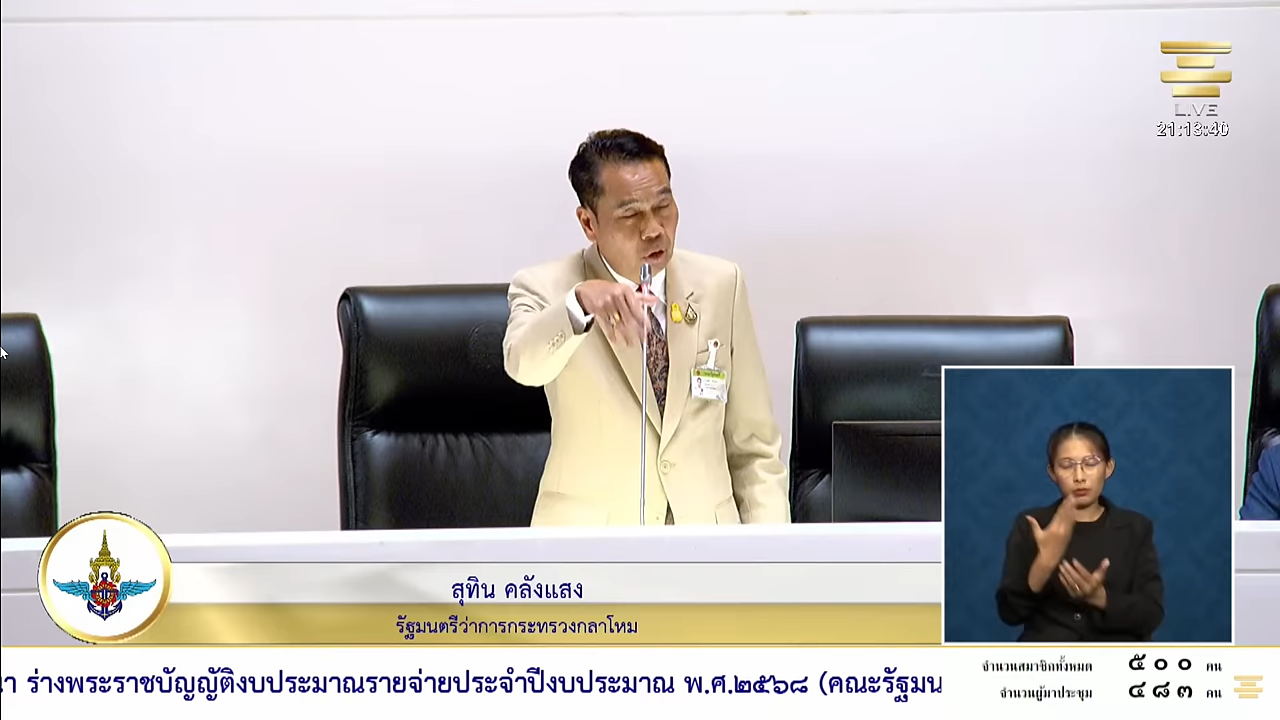 LIVE
21:13:40
สุทิน คลังแสง
รัฐมนตรีว่าการกระทรวงกลาโหม
ร่างพระราชบัญญัติงบประมาณรายจ่ายประจำปีงบประมาณ พ.ศ.๒๕๖๘ (คณะรัฐมน
จำนวนสมาชิกทั้งหมด ๕๐๐ คน
จำนวนผู้มาประชุม ๔๘๓ คน